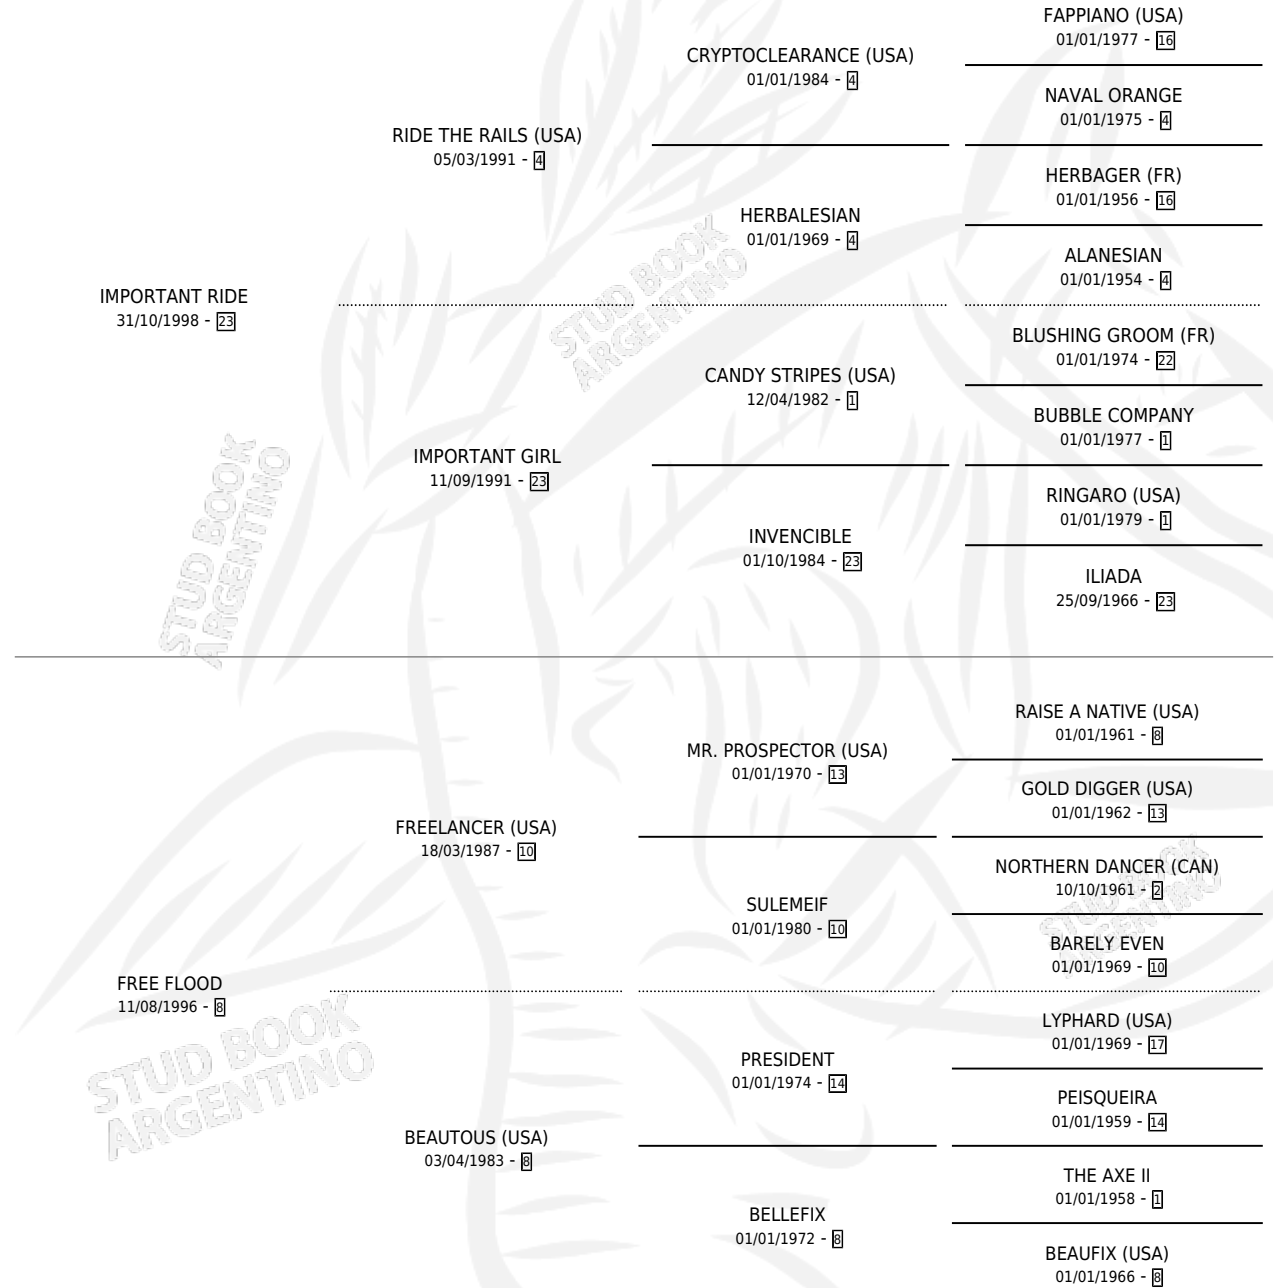 FAPPIANO (USA)
01/01/1977 - 16
CRYPTOCLEARANCE (USA)
01/01/1984 - 4
NAVAL ORANGE
01/01/1975 - 4
RIDE THE RAILS (USA)
05/03/1991 - 4
HERBAGER (FR)
01/01/1956 - 16
HERBALESIAN
01/01/1969 - 4
ALANESIAN
01/01/1954 - 4
IMPORTANT RIDE
31/10/1998 - 23
STUD BOOK
ARGENTINO
BLUSHING GROOM (FR)
01/01/1974 - 22
CANDY STRIPES (USA)
12/04/1982 - 1
BUBBLE COMPANY
01/01/1977 - 1
IMPORTANT GIRL
11/09/1991 - 23
RINGARO (USA)
01/01/1979 - 1
INVENCIBLE
01/10/1984 - 23
ILIADA
25/09/1966 - 23
STUD BOOK
ARGENTINO
RAISE A NATIVE (USA)
01/01/1961 - 8
MR. PROSPECTOR (USA)
01/01/1970 - 13
GOLD DIGGER (USA)
01/01/1962 - 13
FREELANCER (USA)
18/03/1987 - 10
NORTHERN DANCER (CAN)
10/10/1961 - 2
SULEMEIF
01/01/1980 - 10
BARELY EVEN
01/01/1969 - 10
STUD BOOK
ARGENTINO
FREE FLOOD
11/08/1996 - 8
LYPHARD (USA)
01/01/1969 - 17
PRESIDENT
01/01/1974 - 14
PEISQUEIRA
01/01/1959 - 14
STUD BOOK
ARGENTINO
BEAUTOUS (USA)
03/04/1983 - 8
THE AXE II
01/01/1958 - 1
BELLEFIX
01/01/1972 - 8
BEAUFIX (USA)
01/01/1966 - 8